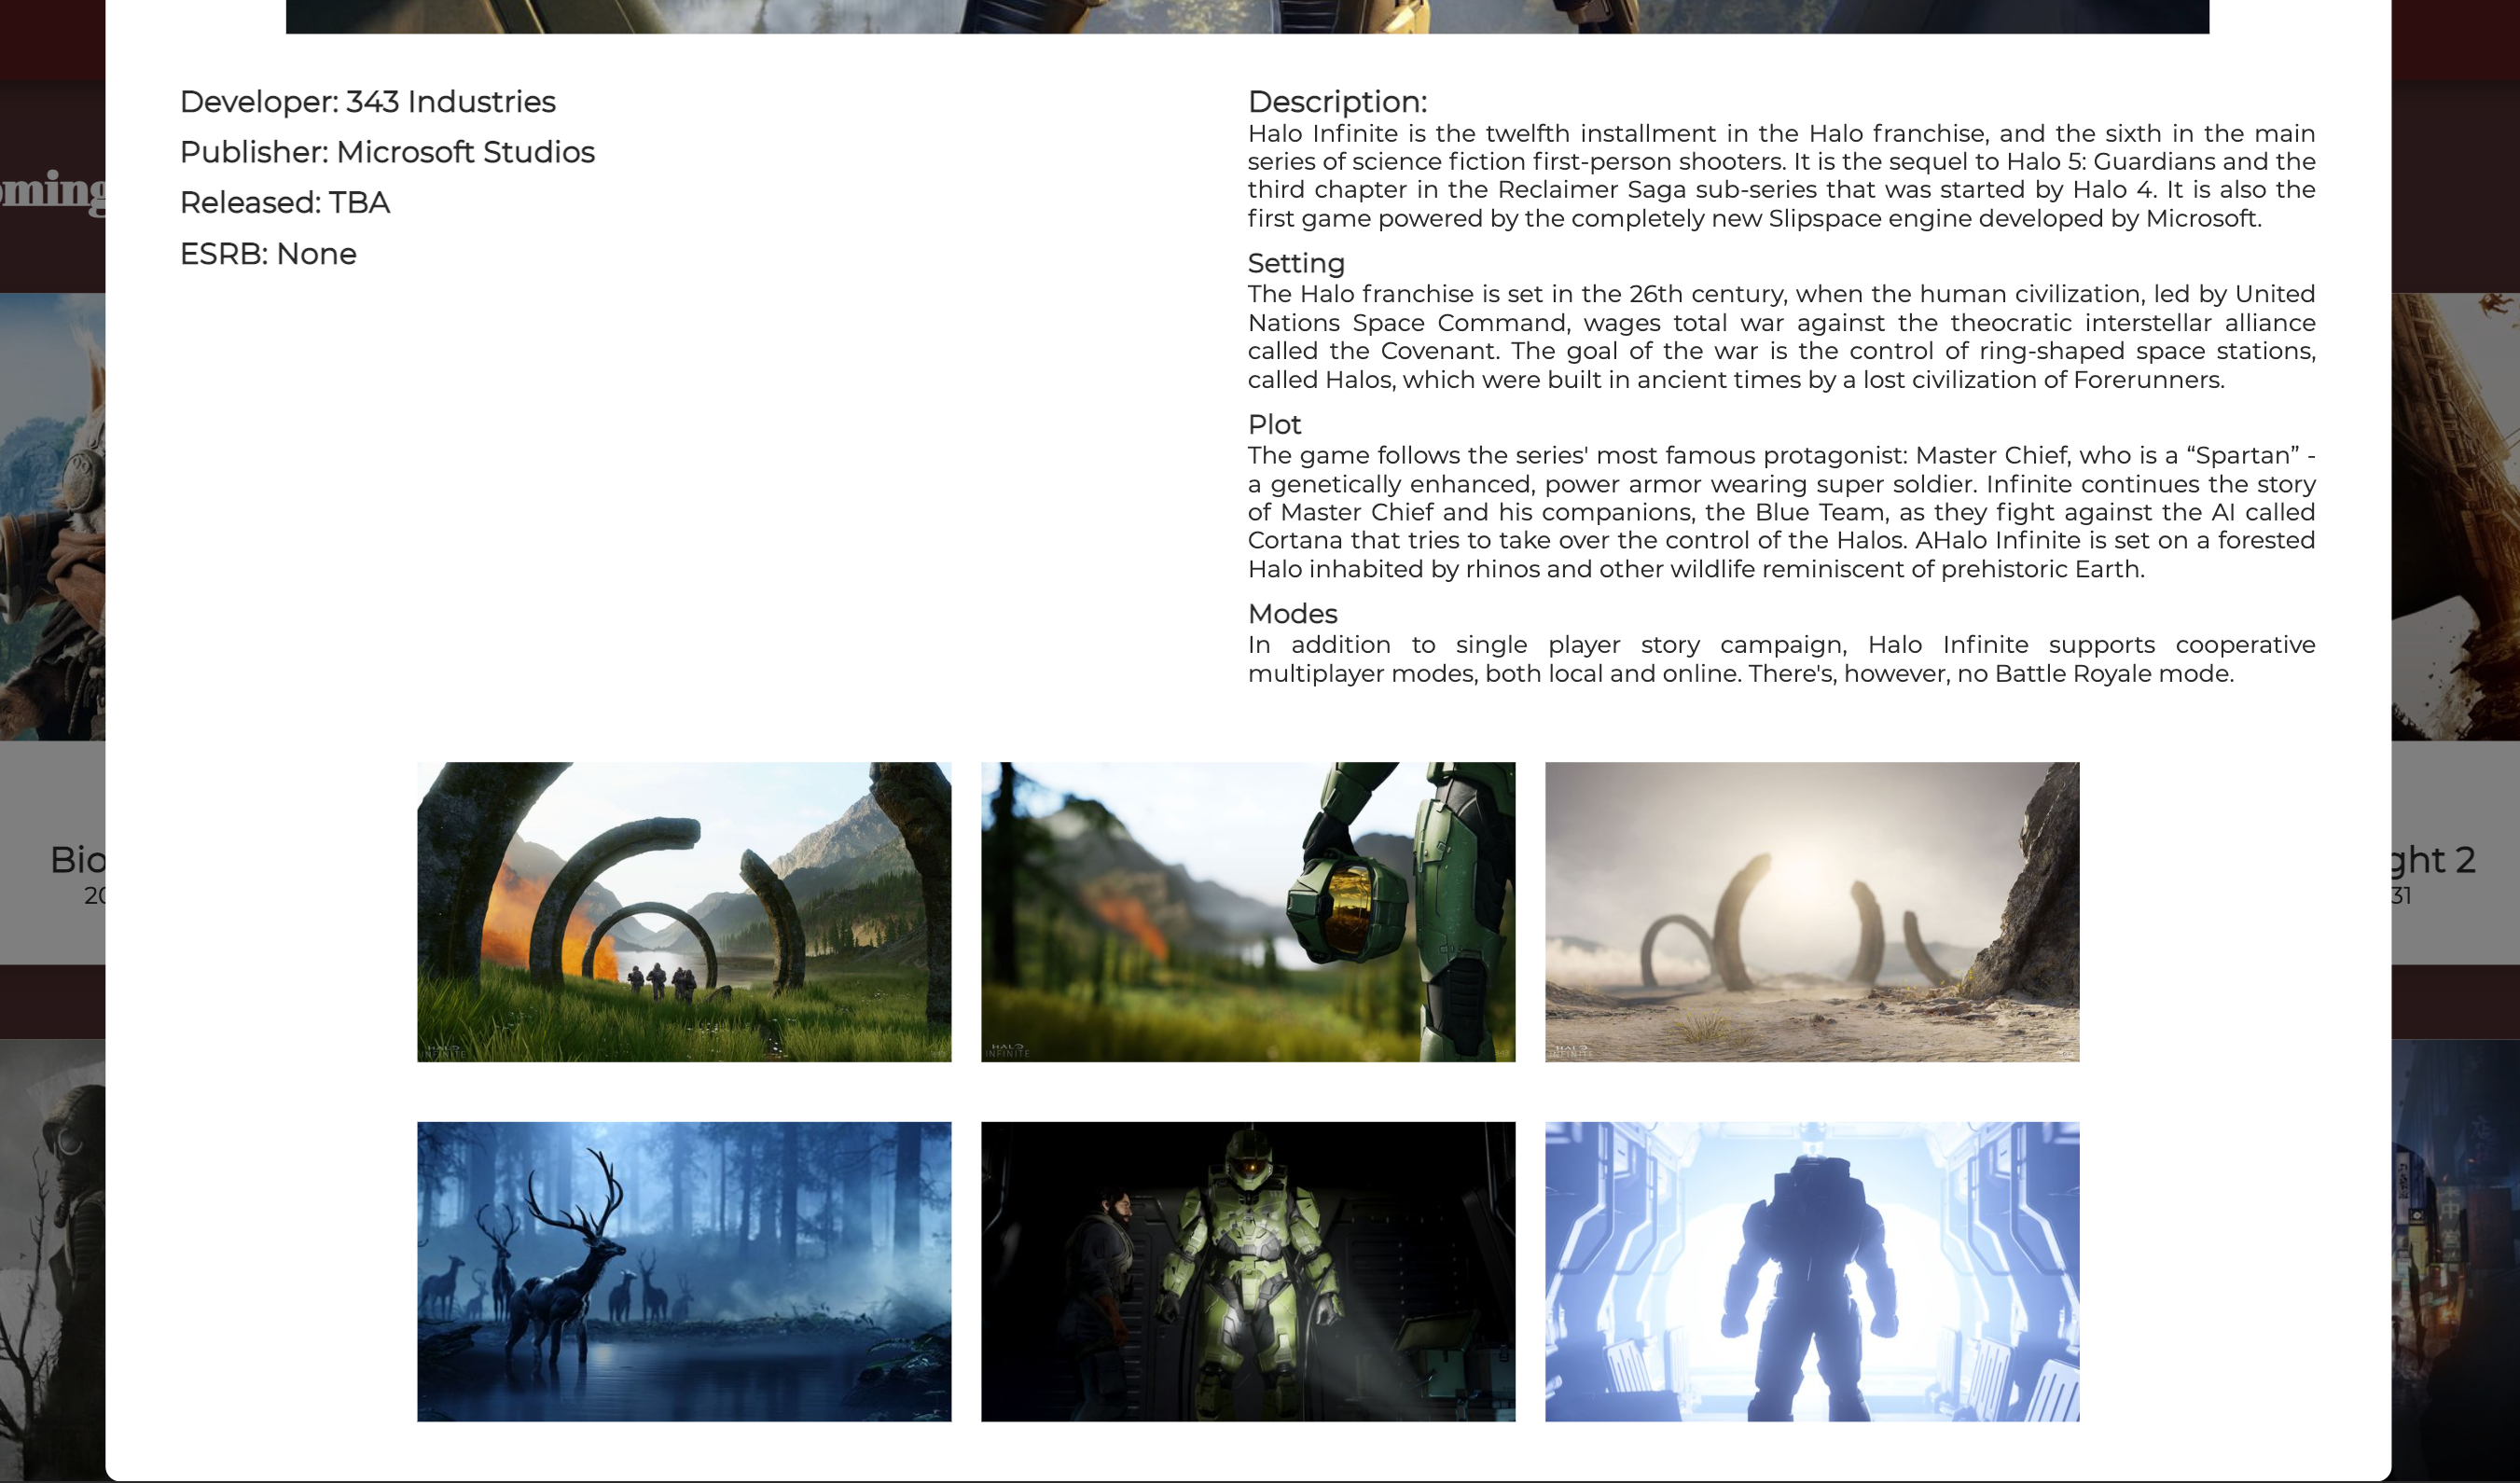 Developer: 343 Industries
Publisher: Microsoft Studios
Released: TBA
ESRB: None
Description:
Halo Infinite is the twelfth installment in the Halo franchise, and the sixth in the main
series of science fiction first-person shooters. It is the sequel to Halo 5: Guardians and the
third chapter in the Reclaimer Saga sub-series that was started by Halo 4. It is also the
first game powered by the completely new Slipspace engine developed by Microsoft.
Setting
The Halo franchise is set in the 26th century, when the human civilization, led by United
Nations Space Command, wages total war against the theocratic interstellar alliance
called the Covenant. The goal of the war is the control of ring-shaped space stations,
called Halos, which were built in ancient times by a lost civilization of Forerunners.
Plot
The game follows the series' most famous protagonist: Master Chief, who is a “Spartan” -
a genetically enhanced, power armor wearing super soldier. Infinite continues the story
of Master Chief and his companions, the Blue Team, as they fight against the AI called
Cortana that tries to take over the control of the Halos. AHalo Infinite is set on a forested
Halo inhabited by rhinos and other wildlife reminiscent of prehistoric Earth.
Modes
In addition to single player story campaign, Halo Infinite supports cooperative
multiplayer modes, both local and online. There's, however, no Battle Royale mode.
oming
Bio
20
ght 2
31
HALO
INFINITE
HALO
INFINITE
HALO
INFINITE